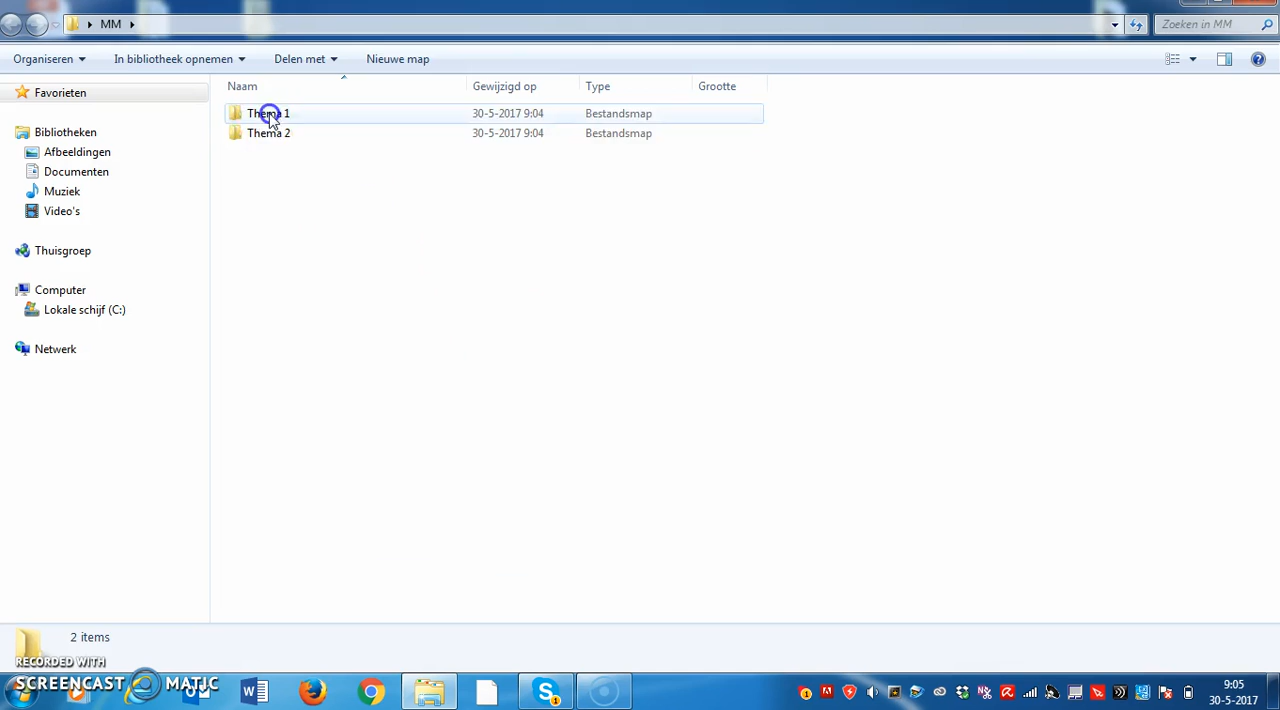 MM
Zoeken in MM
Organiseren In bibliotheek opnemen Delen met Nieuwe map
Naam Gewijzigd op Type Grootte
Favorieten
Thema 1 30-5-2017 9:04 Bestandsmap
Thema 2 30-5-2017 9:04 Bestandsmap
Bibliotheken
Afbeeldingen
Documenten
Muziek
Video's
Thuisgroep
Computer
Lokale schijf (C:)
Netwerk
2 items
RECORDED WITH
SCREENCAST MATIC
9:05
30-5-2017